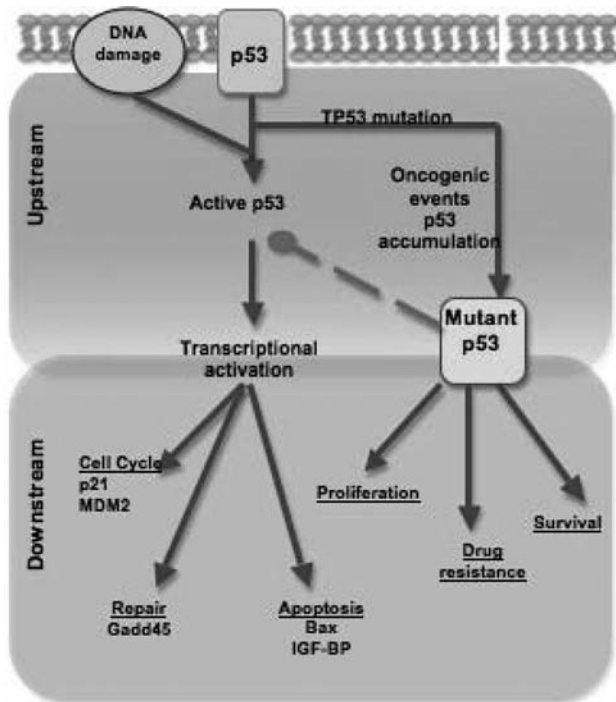 DNA
damage
p53
TP53 mutation
Upstream
Active p53
Oncogenic
events
p53
accumulation
Mutant
p53
Transcriptional
activation
Downstream
Cell Cycle
p21
MDM2
Proliferation
Survival
Drug
resistance
Repair
Gadd45
Apoptosis
Bax
IGF-BP